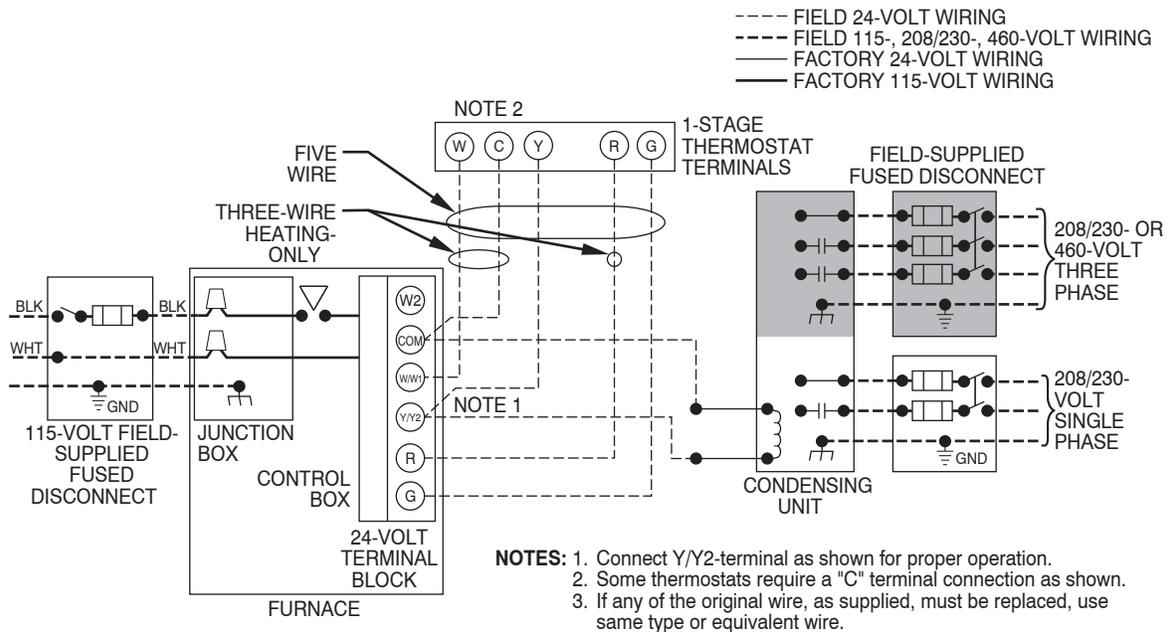 FIELD 24-VOLT WIRING
FIELD 115-, 208/230-, 460-VOLT WIRING
FACTORY 24-VOLT WIRING
FACTORY 115-VOLT WIRING
NOTE 2
W C Y R G
1-STAGE
THERMOSTAT
TERMINALS
FIVE
WIRE
THREE-WIRE
HEATING-
ONLY
FIELD-SUPPLIED
FUSED DISCONNECT
208/230- OR
460-VOLT
THREE
PHASE
BLK
BLK
WHT
WHT
GND
W2
COM
W/W1
Y/Y2
R
G
NOTE 1
115-VOLT FIELD-
SUPPLIED
FUSED
DISCONNECT
JUNCTION
BOX
CONTROL
BOX
24-VOLT
TERMINAL
BLOCK
FURNACE
208/230-
VOLT
SINGLE
PHASE
GND
CONDENSING
UNIT
NOTES: 1. Connect Y/Y2-terminal as shown for proper operation.
2. Some thermostats require a "C" terminal connection as shown.
3. If any of the original wire, as supplied, must be replaced, use
same type or equivalent wire.